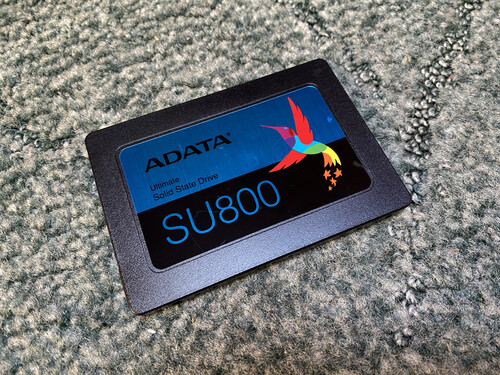 ADATA
Ultimate
Solid State Drive
SU800